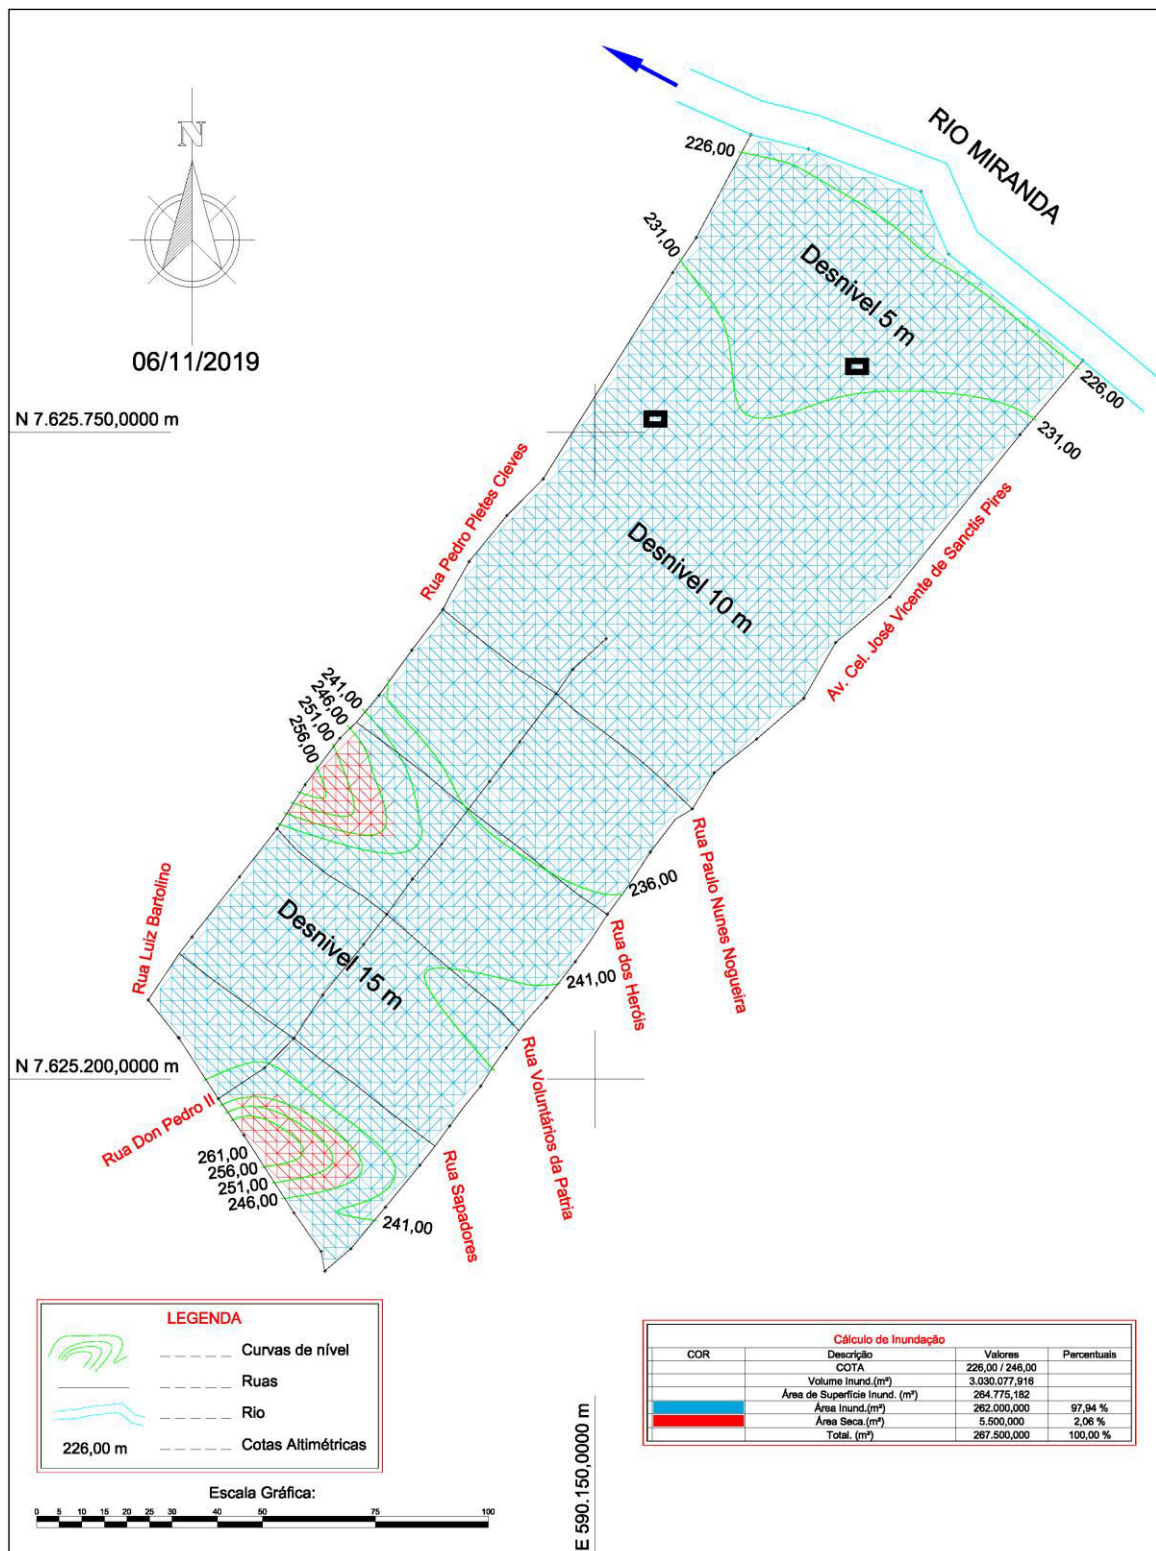 N
06/11/2019
RIO MIRANDA
226,00
231,00
Desnivel 5 m
226,00
231,00
N 7.625.750,0000 m
Rua Pedro Pletes Cleves
Desnivel 10 m
Av. Cel. José Vicente de Sanctis Pires
241,00
246,00
251,00
256,00
236,00
Rua Paulo Nunes Nogueira
Rua Luiz Bartolino
Desnivel 15 m
241,00
Rua dos Heróis
N 7.625.200,0000 m
Rua Voluntários da Patria
Rua Don Pedro II
261,00
256,00
251,00
246,00
241,00
Rua Sapadores
LEGENDA
Curvas de nível
Ruas
Rio
226,00 m Cotas Altimétricas
Escala Gráfica:
0 5 10 15 20 25 30 40 50 75 100
E 590.150,0000 m
Cálculo de Inundação
COR Descrição Valores Percentuais
COTA 226,00 / 246,00
Volume Inund.(m³) 3.030.077,916
Área de Superfície Inund. (m²) 264.775,182
Área Inund.(m²) 262.000,000 97,94 %
Área Seca.(m²) 5.500,000 2,06 %
Total. (m²) 267.500,000 100,00 %